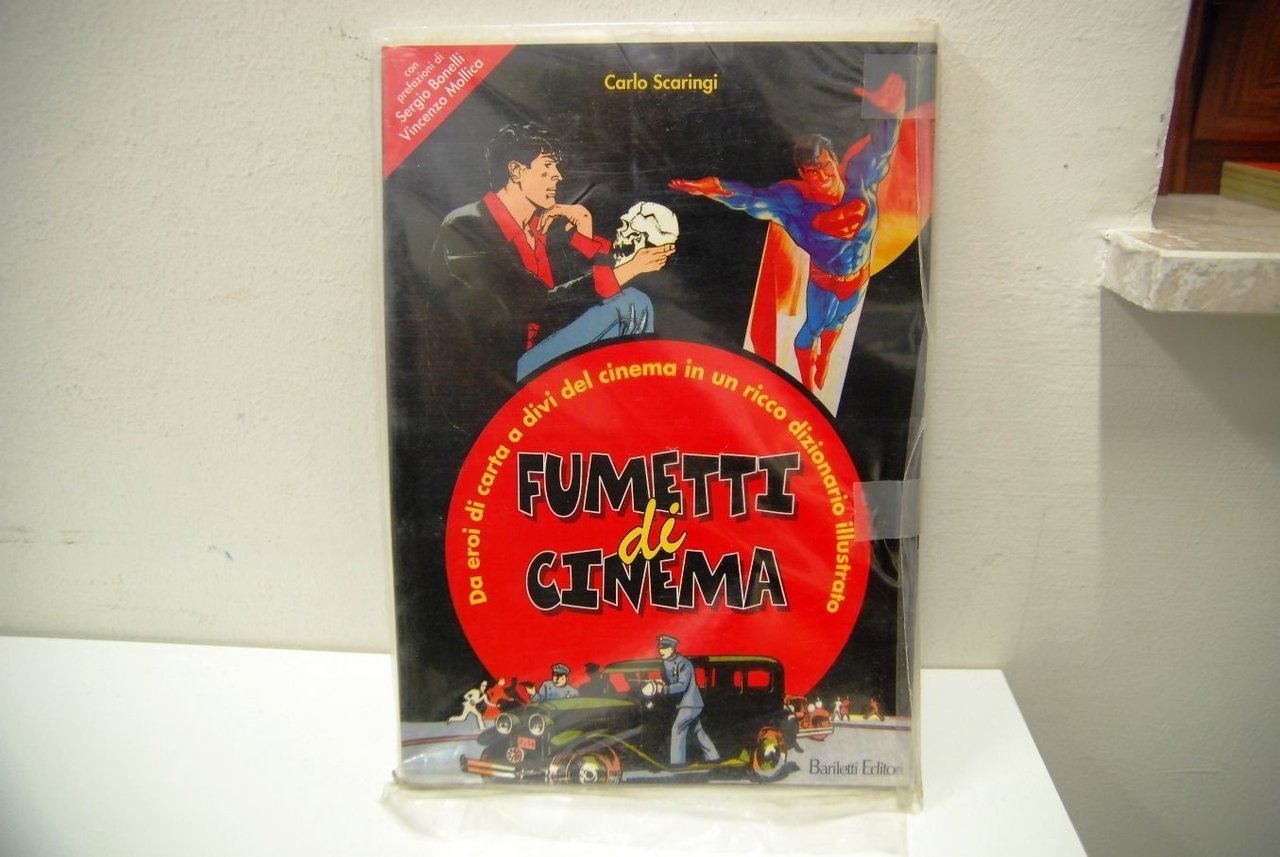 con
prefazioni di
Sergio Bonelli
Vincenzo Mollica
Carlo Scaringi
S
Da eroi di carta a divi del cinema in un ricco dizionario illustrato
FUMETTI
di
CINEMA
Bariletti Editori